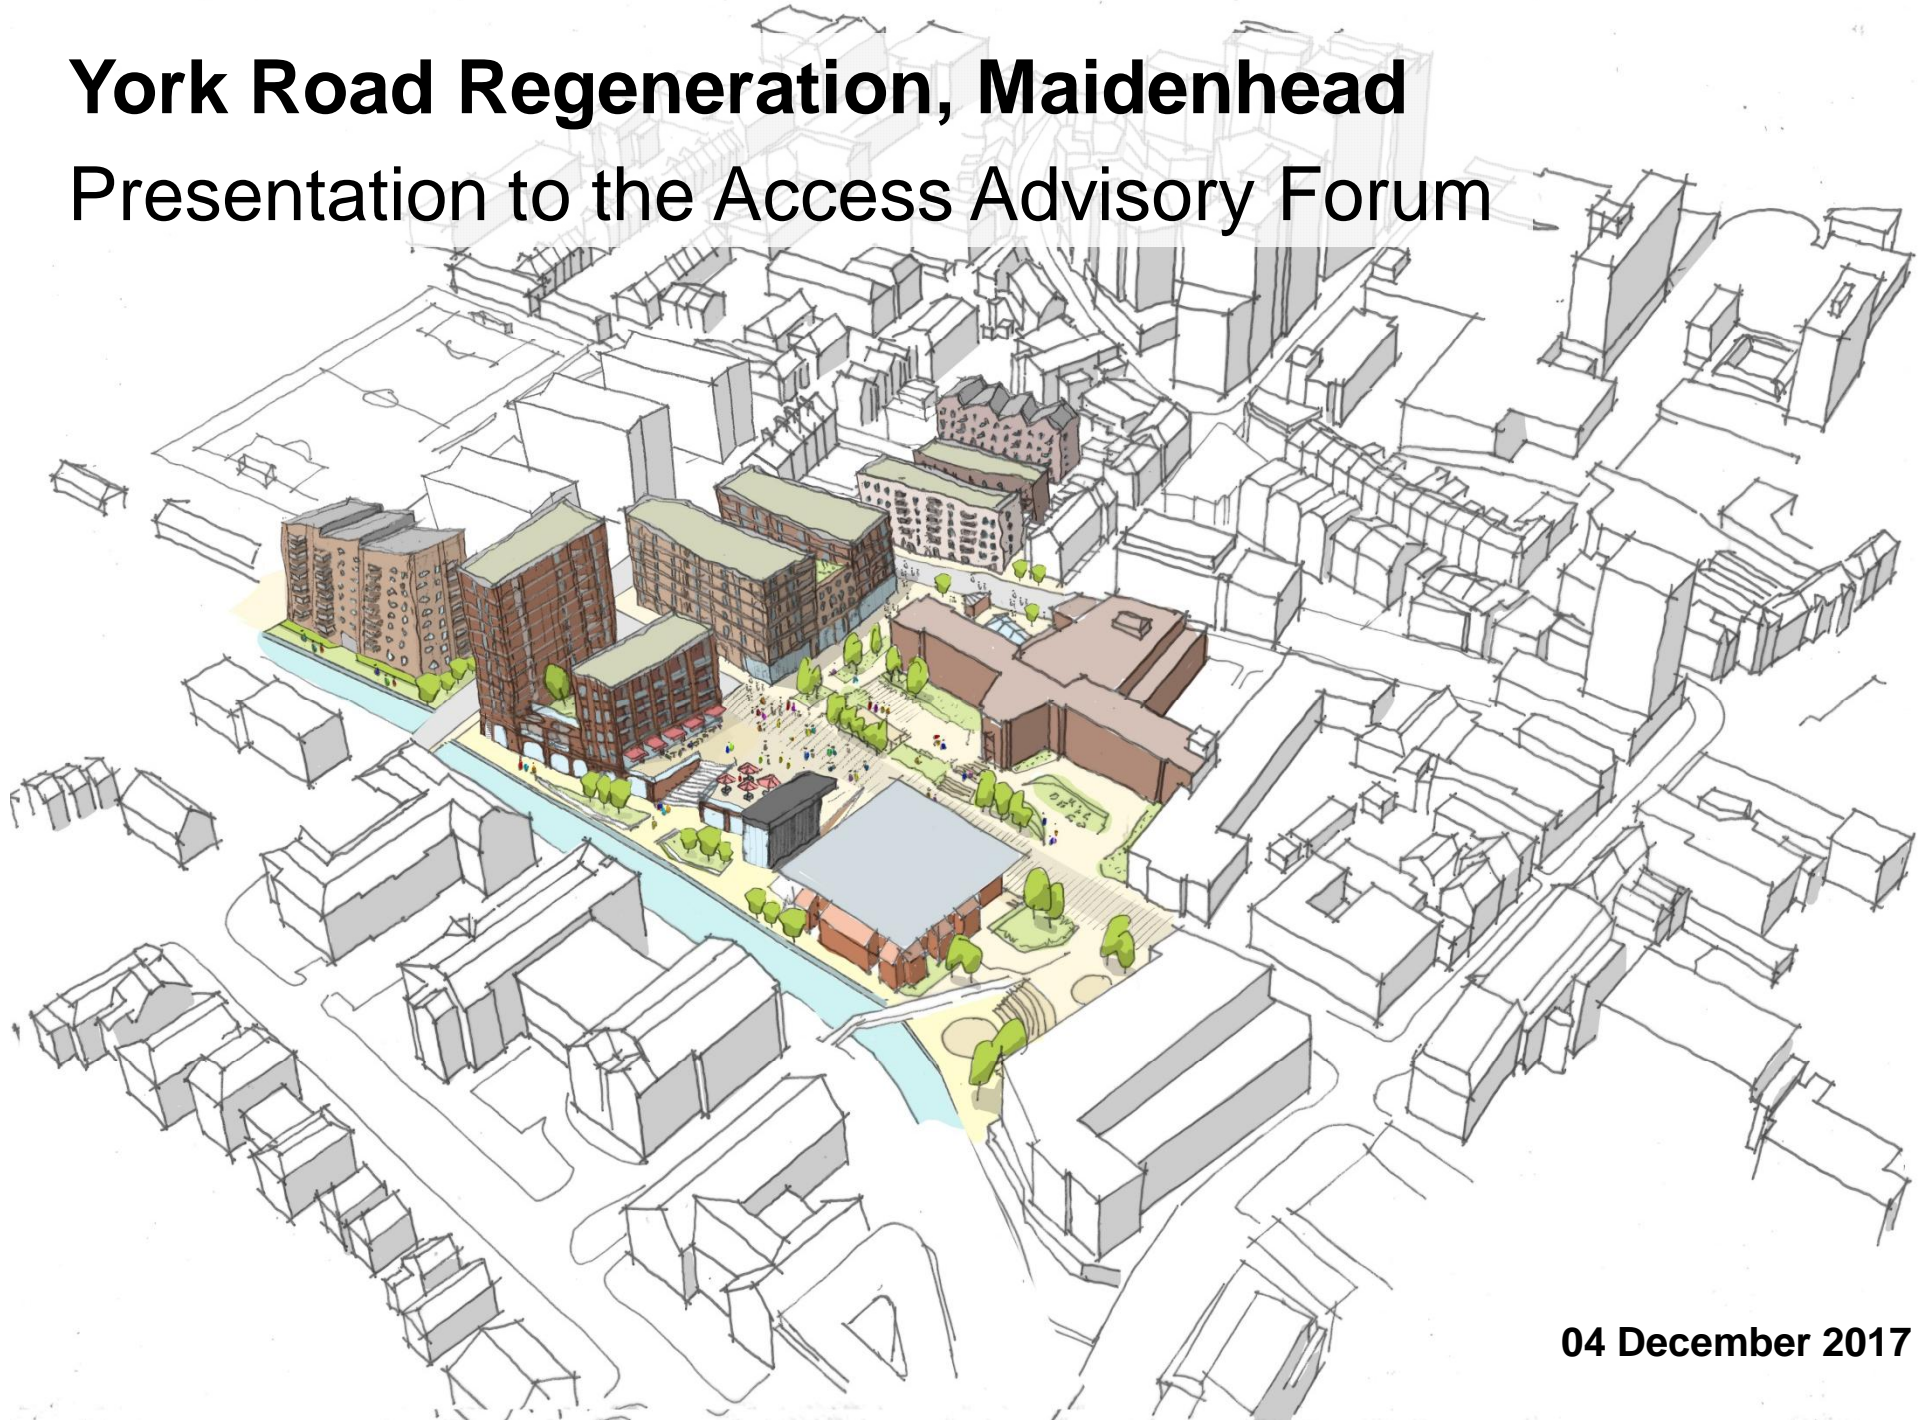 York Road Regeneration, Maidenhead
Presentation to the Access Advisory Forum
04 December 2017